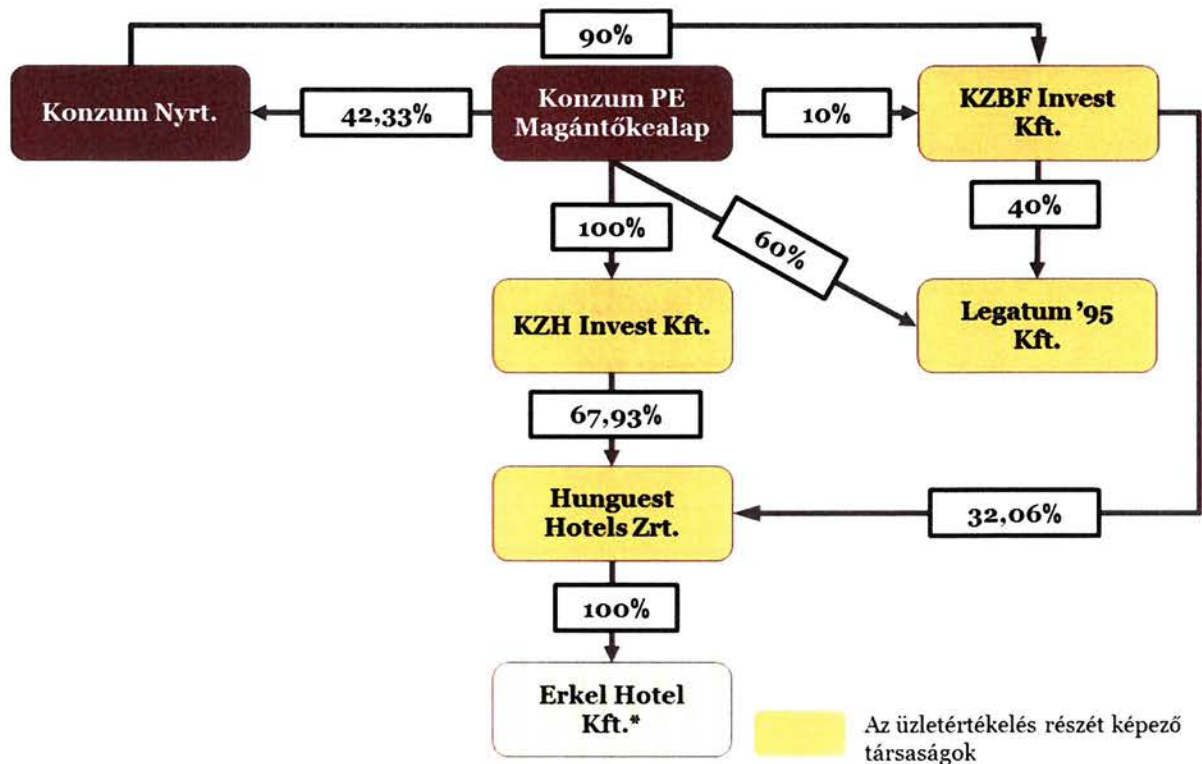 90%
Konzum Nyrt.
42,33%
Konzum PE
Magántőkealap
10%
KZBF Invest
Kft.
100%
60%
40%
KZH Invest Kft.
Legatum ’95
Kft.
67,93%
Hunguest
Hotels Zrt.
32,06%
100%
Erkel Hotel
Kft.*
Az üzletértékelés részét képező
társaságok